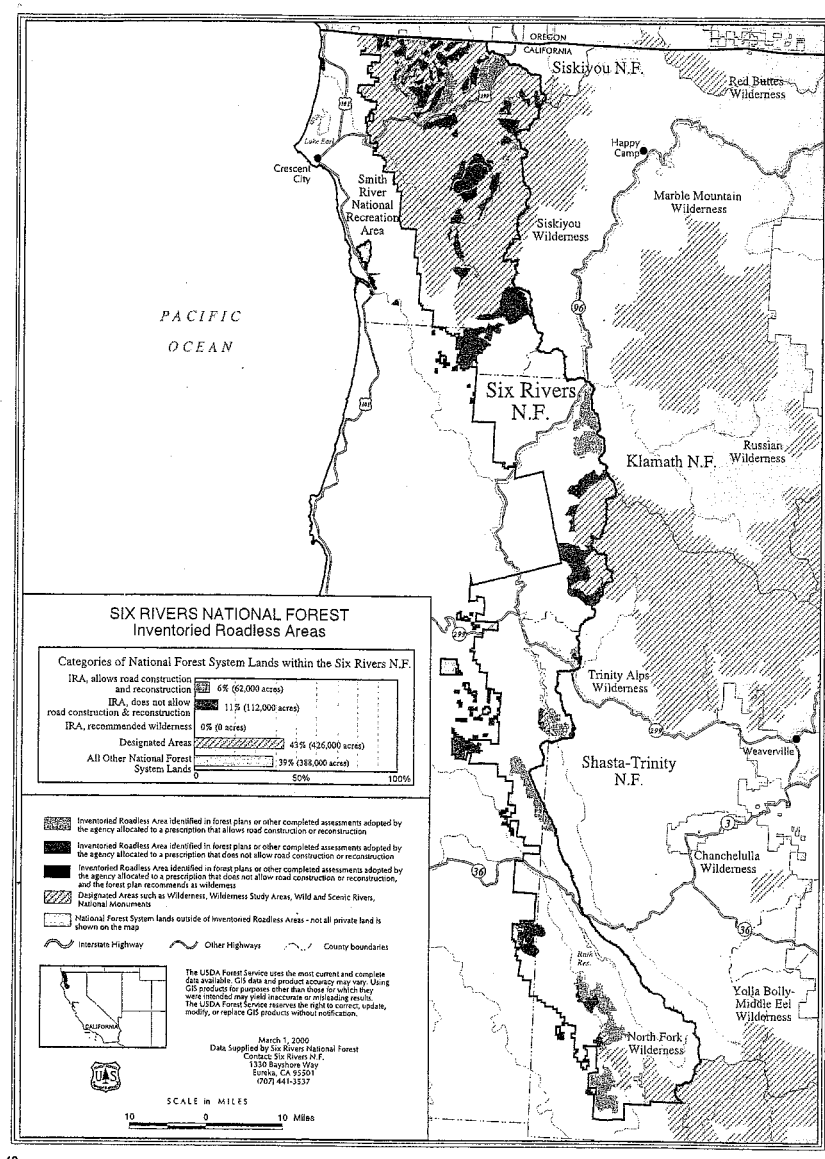 OREGON
CALIFORNIA
Siskiyou N.F.
Red Buttes
Wilderness
101
199
Lake Earl
Crescent
City
Happy
Camp
Smith
River
National
Recreation
Area
Marble Mountain
Wilderness
Siskiyou
Wilderness
PACIFIC
OCEAN
96
101
Six Rivers
N.F.
Russian
Wilderness
Klamath N.F.
SIX RIVERS NATIONAL FOREST
Inventoried Roadless Areas
Categories of National Forest System Lands within the Six Rivers N.F.
IRA, allows road construction
and reconstruction 6% (62,000 acres)
IRA, does not allow
road construction & reconstruction 11% (112,000 acres)
IRA, recommended wilderness 0% (0 acres)
Designated Areas 43% (426,000 acres)
All Other National Forest
System Lands 39% (388,000 acres)
0 50% 100%
299
Trinity Alps
Wilderness
299
Weaverville
Shasta-Trinity
N.F.
3
Chanchelulla
Wilderness
36
36
Ruth
Res.
Yolla Bolly-
Middle Eel
Wilderness
North Fork
Wilderness
Inventoried Roadless Area identified in forest plans or other completed assessments adopted by
the agency allocated to a prescription that allows road construction or reconstruction
Inventoried Roadless Area identified in forest plans or other completed assessments adopted by
the agency allocated to a prescription that does not allow road construction or reconstruction
Inventoried Roadless Area identified in forest plans or other completed assessments adopted by
the agency allocated to a prescription that does not allow road construction or reconstruction,
and the forest plan recommends as wilderness
Designated Areas such as Wilderness, Wilderness Study Areas, Wild and Scenic Rivers,
National Monuments
National Forest System lands outside of Inventoried Roadless Areas - not all private land is
shown on the map
Interstate Highway Other Highways County boundaries
CALIFORNIA
The USDA Forest Service uses the most current and complete
data available. GIS data and product accuracy may vary. Using
GIS products for purposes other than those for which they
were intended may yield inaccurate or misleading results.
The USDA Forest Service reserves the right to correct, update,
modify, or replace GIS products without notification.
March 1, 2000
Data Supplied by Six Rivers National Forest
Contact: Six Rivers N.F.
1330 Bayshore Way
Eureka, CA 95501
(707) 441-3537
U S
SCALE in MILES
10 0 10 Miles